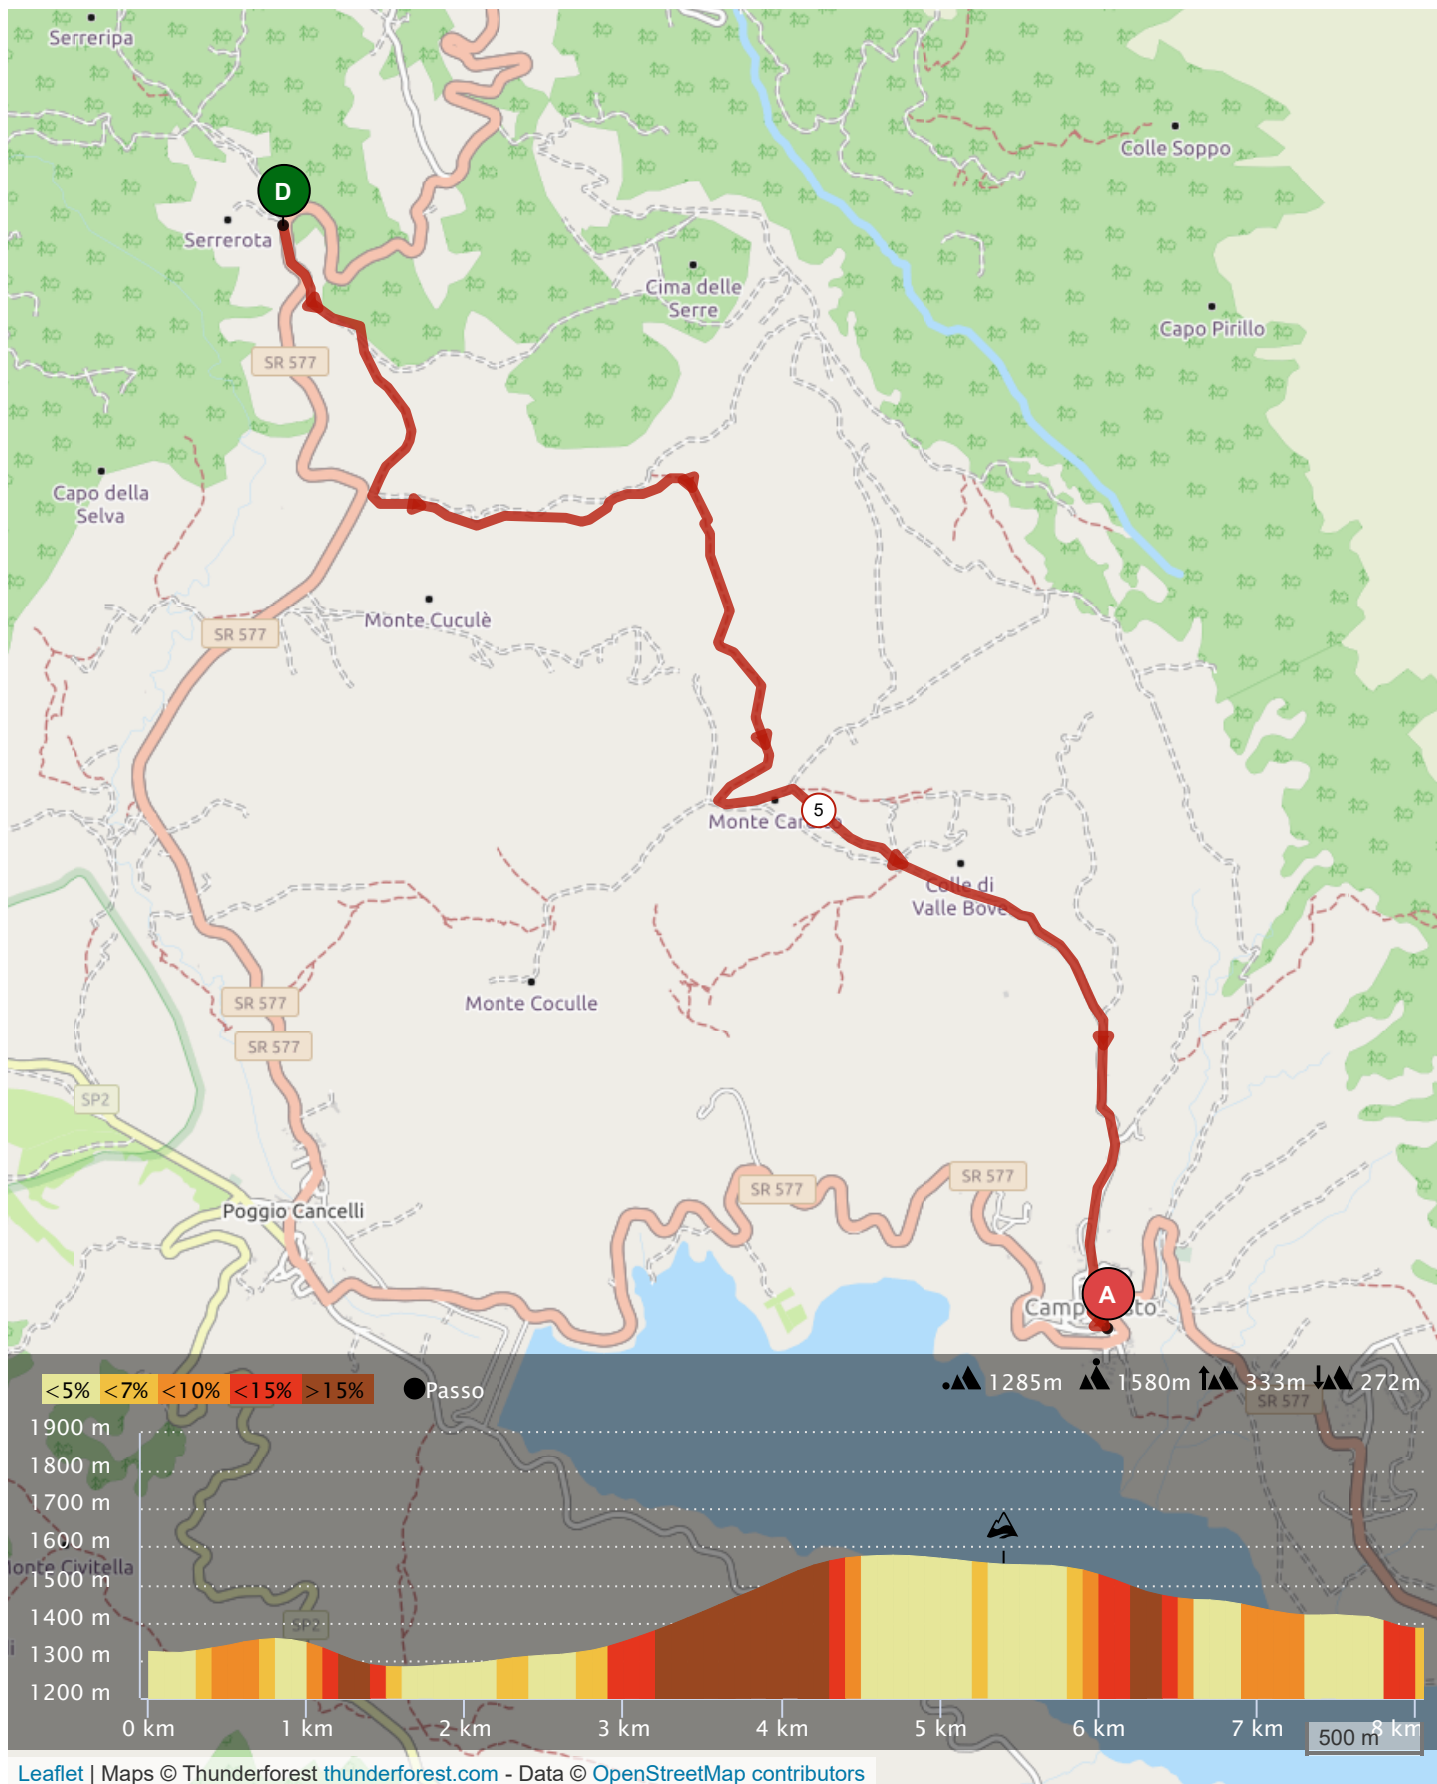 Serreripa
Colle Soppo
D
Serrerota
Cima delle
Serre
Capo Pirillo
SR 577
Capo della
Selva
Monte Cuculè
SR 577
5
Monte
Colle di
Valle Bove
Monte Coculle
SR 577
SR 577
SP2
SR 577
SR 577
Poggio Cancelli
A
<5% <7% <10% <15% >15% Passo
1285m 1580m 333m 272m
SR 577
1900 m
1800 m
1700 m
1600 m
Monte Civitella
1500 m
SP2
1400 m
1300 m
1200 m
0 km 1 km 2 km 3 km 4 km 5 km 6 km 7 km 8 km
500 m
Leaflet | Maps © Thunderforest thunderforest.com - Data © OpenStreetMap contributors